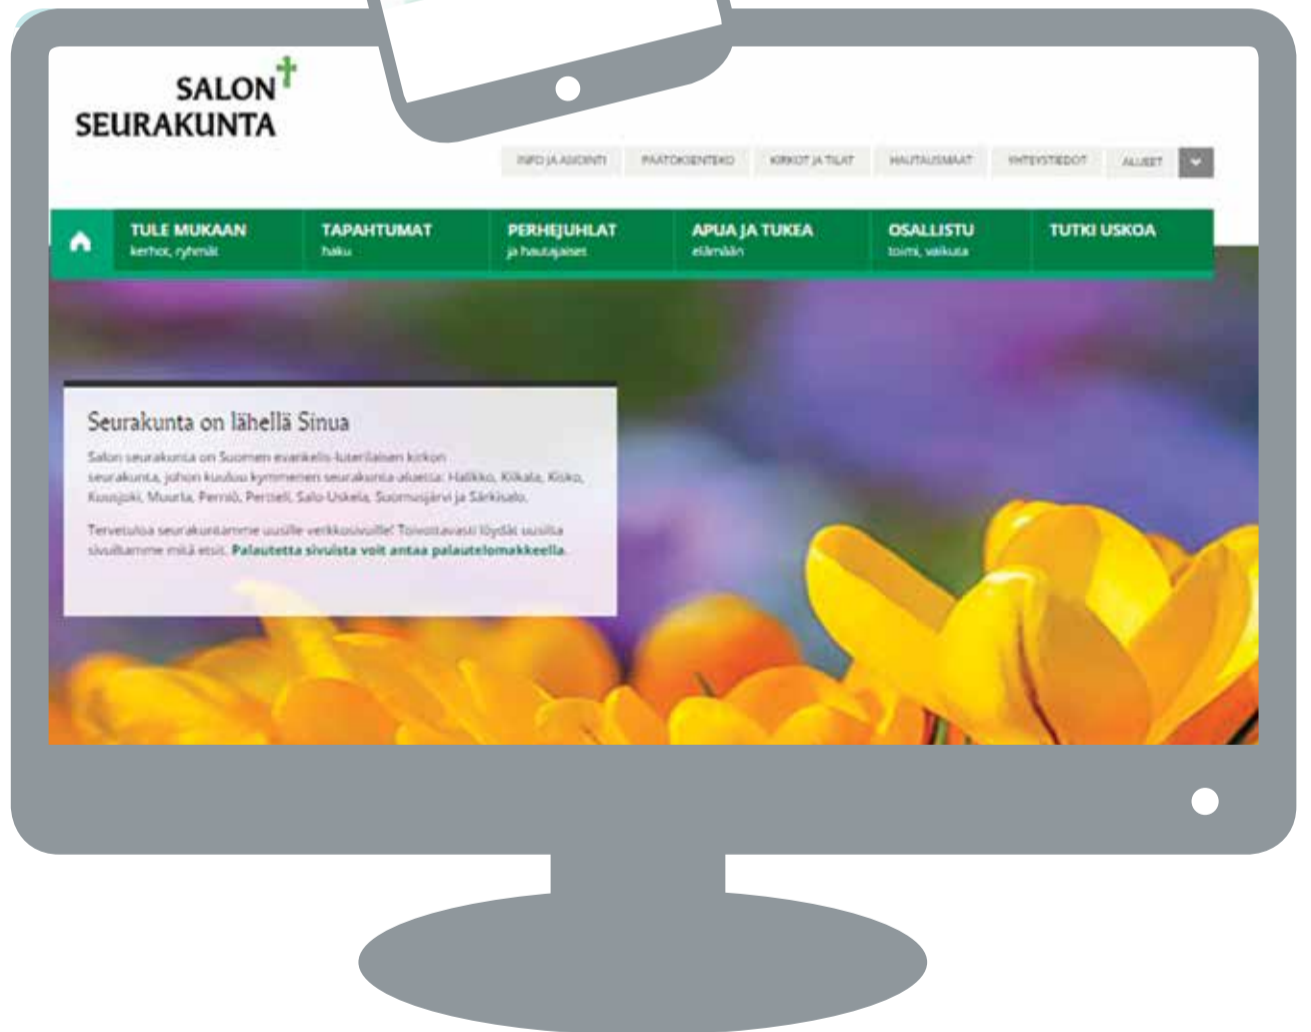 SALON
SEURAKUNTA
INFO JA ASIOINTI PÄÄTÖKSENTEKO KIRKOT JA TILAT HAUTAUSMAAT YHTEYSTIEDOT ALUEET
TULE MUKAAN TAPAHTUMAT PERHEJUHLAT APUA JA TUKEA OSALLISTU TUTKI USKOA
kerhot, ryhmät haku ja hautajaiset elämään toimi, vaikuta
Seurakunta on lähellä Sinua
Salon seurakunta on Suomen evankelis-luterilaisen kirkon
seurakunta, johon kuuluu kymmenen seurakunta-aluetta: Halikko, Kiikala, Kisko,
Kuusjoki, Muurla, Perniö, Pertteli, Salo-Uskela, Suomusjärvi ja Särkisalo.
Tervetuloa seurakuntamme uusille verkkosivuille! Toivottavasti löydät uusilta
sivuiltamme mitä etsit. Palautetta sivuista voit antaa palautelomakkeella.